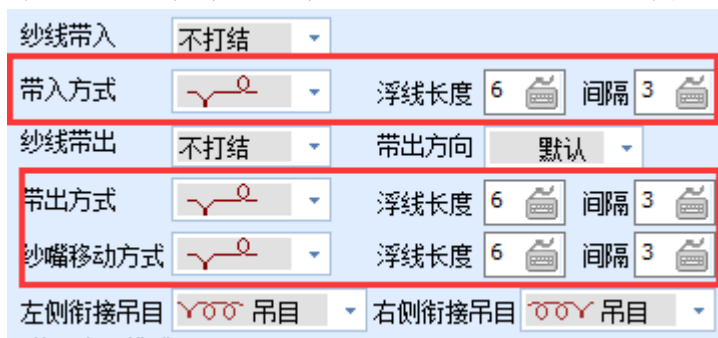 纱线带入 不打结
带入方式 浮线长度 6 间隔 3
纱线带出 不打结 带出方向 默认
带出方式 浮线长度 6 间隔 3
纱嘴移动方式 浮线长度 6 间隔 3
左侧衔接吊目 吊目 右侧衔接吊目 吊目